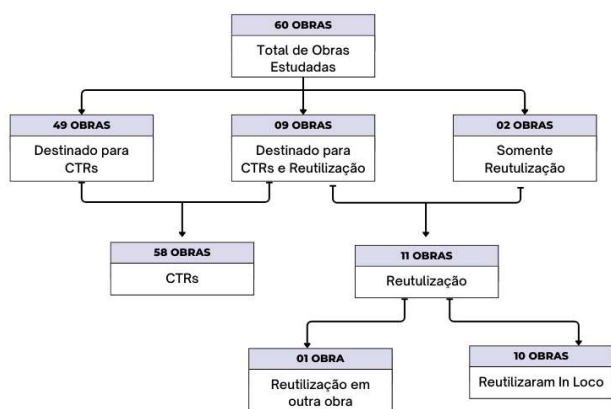 60 OBRAS
Total de Obras
Estudadas
49 OBRAS
Destinado para
CTRs
09 OBRAS
Destinado para
CTRs e Reutilização
02 OBRAS
Somente
Reutulização
58 OBRAS
CTRs
11 OBRAS
Reutulização
01 OBRA
Reutilização em
outra obra
10 OBRAS
Reutilizaram In Loco